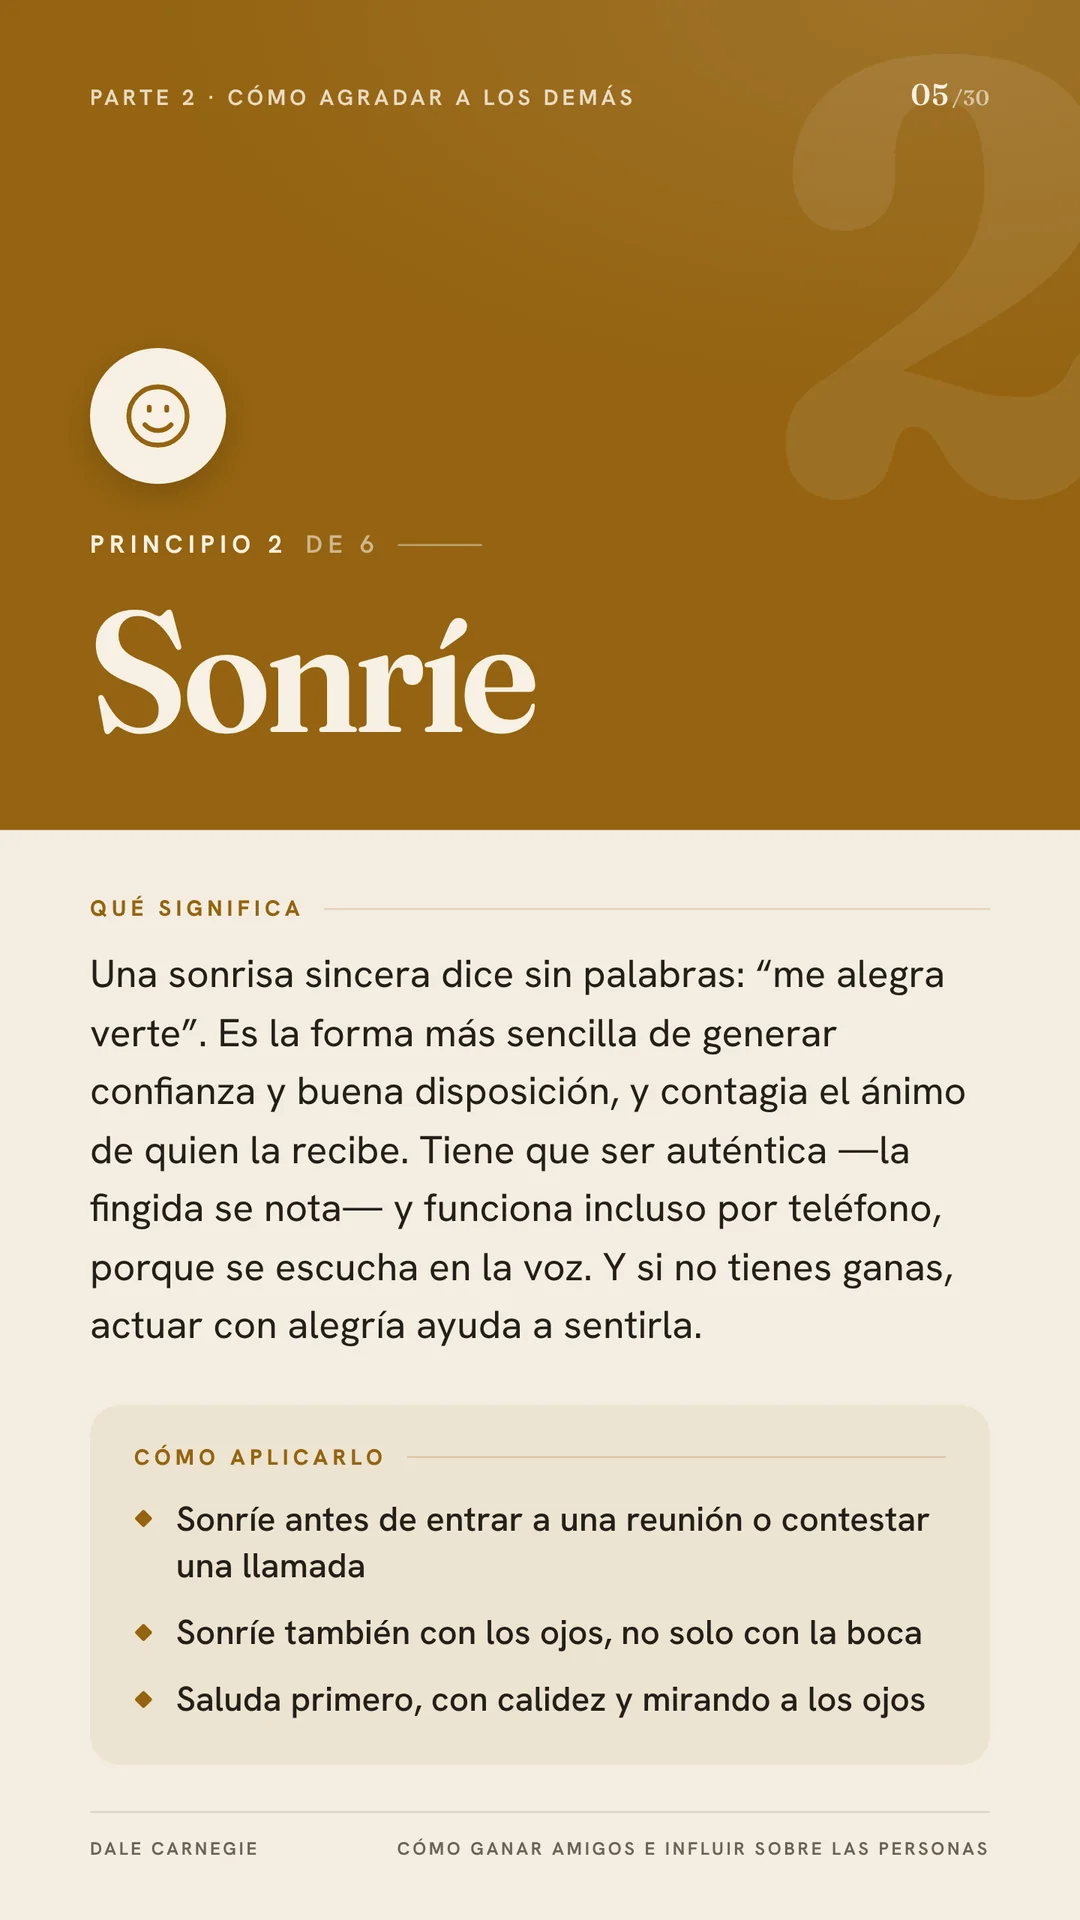 PARTE 2 · CÓMO AGRADAR A LOS DEMÁS
05/30
2
PRINCIPIO 2 DE 6
Sonríe
QUÉ SIGNIFICA
Una sonrisa sincera dice sin palabras: “me alegra
verte”. Es la forma más sencilla de generar
confianza y buena disposición, y contagia el ánimo
de quien la recibe. Tiene que ser auténtica —la
fingida se nota— y funciona incluso por teléfono,
porque se escucha en la voz. Y si no tienes ganas,
actuar con alegría ayuda a sentirla.
CÓMO APLICARLO
Sonríe antes de entrar a una reunión o contestar
una llamada
Sonríe también con los ojos, no solo con la boca
Saluda primero, con calidez y mirando a los ojos
DALE CARNEGIE
CÓMO GANAR AMIGOS E INFLUIR SOBRE LAS PERSONAS